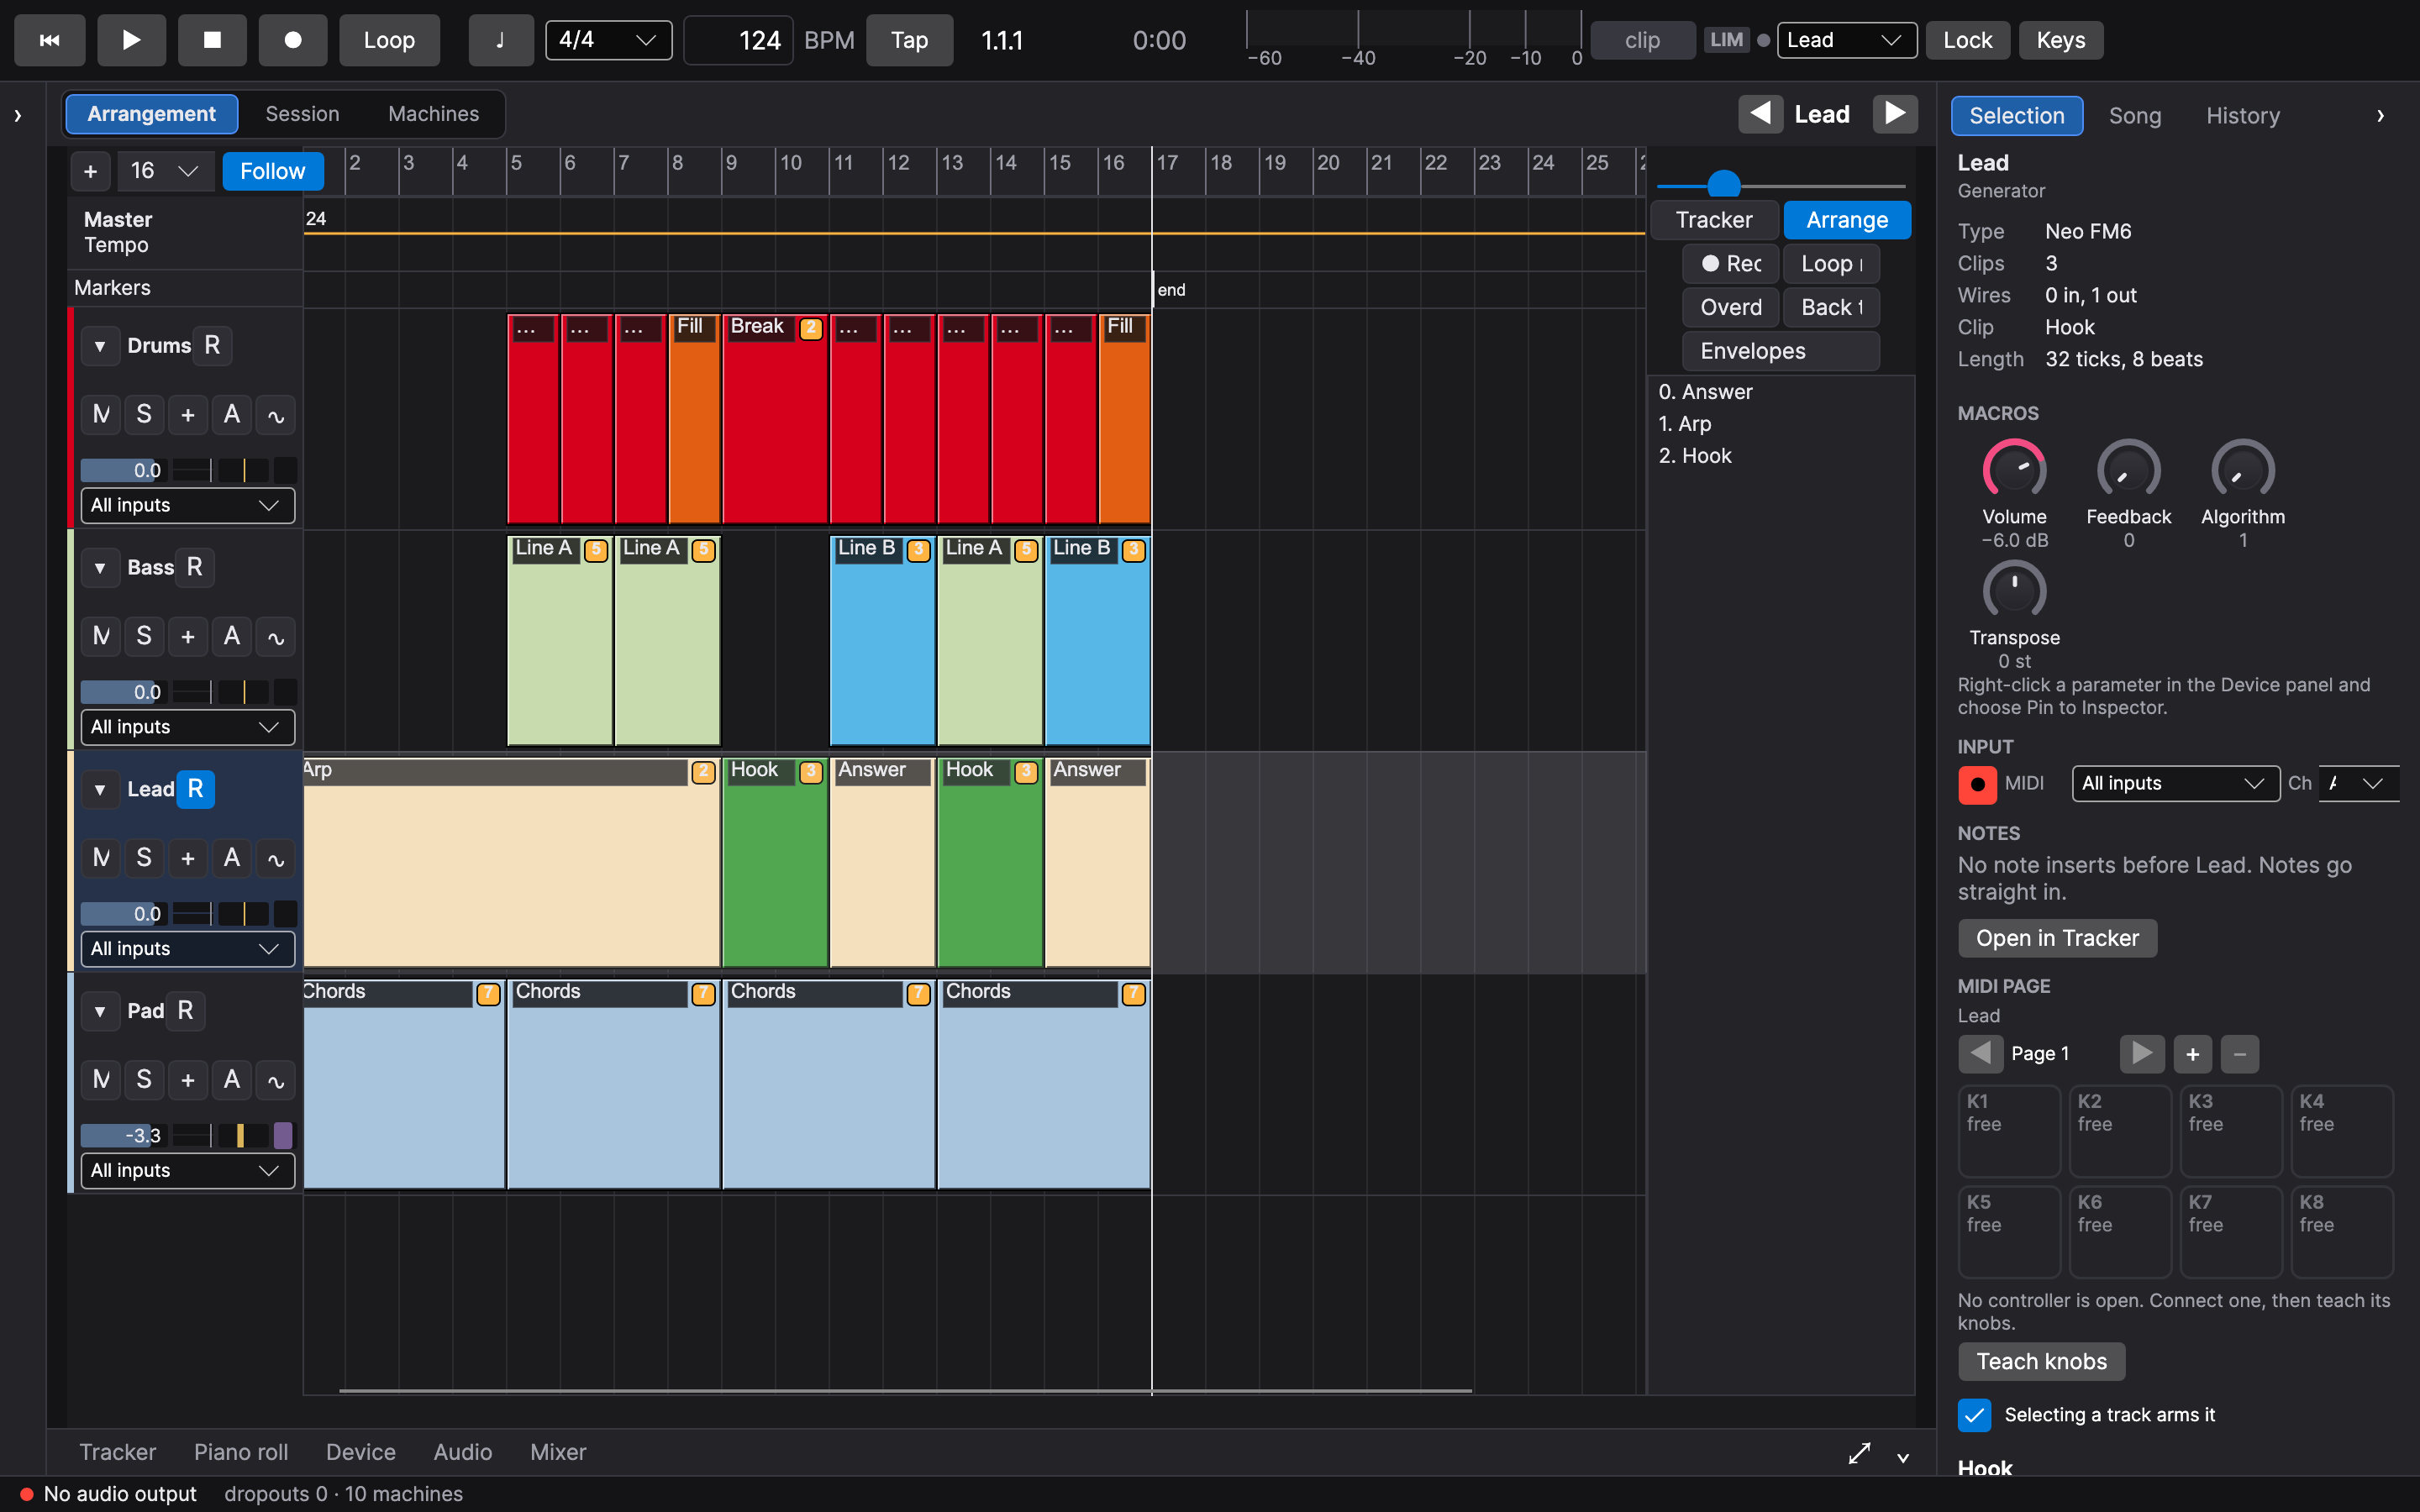 Loop
4/4
124
BPM
Tap
1.1.1
0:00
-60
-40
-20
-10
0
clip
LIM
Lead
Lock
Keys
Arrangement
Session
Machines
Lead
Selection
Song
History
+
16
Follow
2
3
4
5
6
7
8
9
10
11
12
13
14
15
16
17
18
19
20
21
22
23
24
25
Master
Tempo
24
Markers
end
Drums
R
M
S
+
A
0.0
All inputs
...
...
...
Fill
Break
2
...
...
...
...
...
Fill
Bass
R
M
S
+
A
0.0
All inputs
Line A
5
Line A
5
Line B
3
Line A
5
Line B
3
Lead
R
M
S
+
A
0.0
All inputs
Arp
2
Hook
3
Answer
Hook
3
Answer
Pad
R
M
S
+
A
-3.3
All inputs
Chords
7
Chords
7
Chords
7
Chords
7
Tracker
Arrange
Rec
Loop
Overd
Back t
Envelopes
0. Answer
1. Arp
2. Hook
Lead
Generator
Type Neo FM6
Clips 3
Wires 0 in, 1 out
Clip Hook
Length 32 ticks, 8 beats
MACROS
Volume
−6.0 dB
Feedback
0
Algorithm
1
Transpose
0 st
Right-click a parameter in the Device panel and
choose Pin to Inspector.
INPUT
MIDI
All inputs
Ch
NOTES
No note inserts before Lead. Notes go
straight in.
Open in Tracker
MIDI PAGE
Lead
Page 1
+
−
K1
free
K2
free
K3
free
K4
free
K5
free
K6
free
K7
free
K8
free
No controller is open. Connect one, then teach its
knobs.
Teach knobs
Selecting a track arms it
Hook
Tracker
Piano roll
Device
Audio
Mixer
No audio output
dropouts 0 · 10 machines